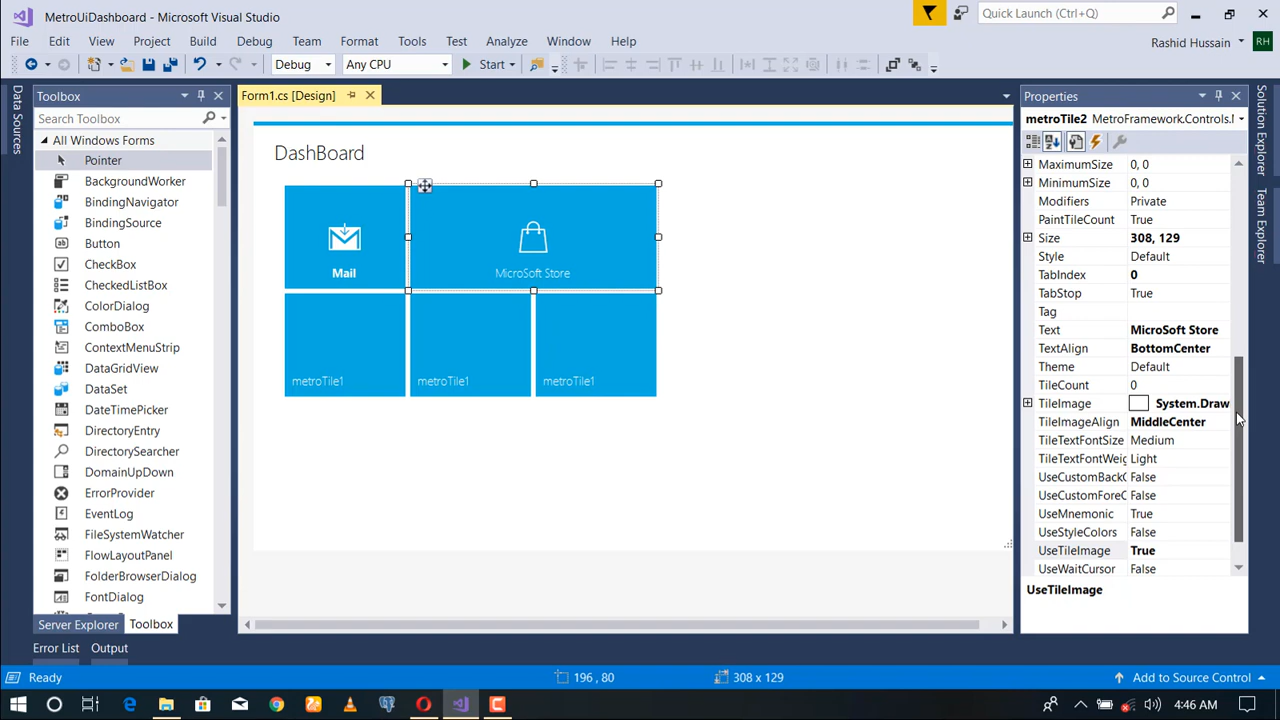 MetroUiDashboard - Microsoft Visual Studio
Quick Launch (Ctrl+Q)
File Edit View Project Build Debug Team Format Tools Test Analyze Window Help
Rashid Hussain RH
Debug Any CPU Start
Data Sources
Toolbox
Search Toolbox
All Windows Forms
Pointer
BackgroundWorker
BindingNavigator
BindingSource
Button
CheckBox
CheckedListBox
ColorDialog
ComboBox
ContextMenuStrip
DataGridView
DataSet
DateTimePicker
DirectoryEntry
DirectorySearcher
DomainUpDown
ErrorProvider
EventLog
FileSystemWatcher
FlowLayoutPanel
FolderBrowserDialog
FontDialog
Server Explorer Toolbox
Form1.cs [Design]
DashBoard
Mail
MicroSoft Store
metroTile1 metroTile1 metroTile1
Properties
metroTile2 MetroFramework.Controls.
MaximumSize 0, 0
MinimumSize 0, 0
Modifiers Private
PaintTileCount True
Size 308, 129
Style Default
TabIndex 0
TabStop True
Tag
Text MicroSoft Store
TextAlign BottomCenter
Theme Default
TileCount 0
TileImage System.Draw
TileImageAlign MiddleCenter
TileTextFontSize Medium
TileTextFontWeig Light
UseCustomBackC False
UseCustomForeC False
UseMnemonic True
UseStyleColors False
UseTileImage True
UseWaitCursor False
UseTileImage
Solution Explorer
Team Explorer
Error List Output
Ready 196 , 80 308 x 129 Add to Source Control
4:46 AM